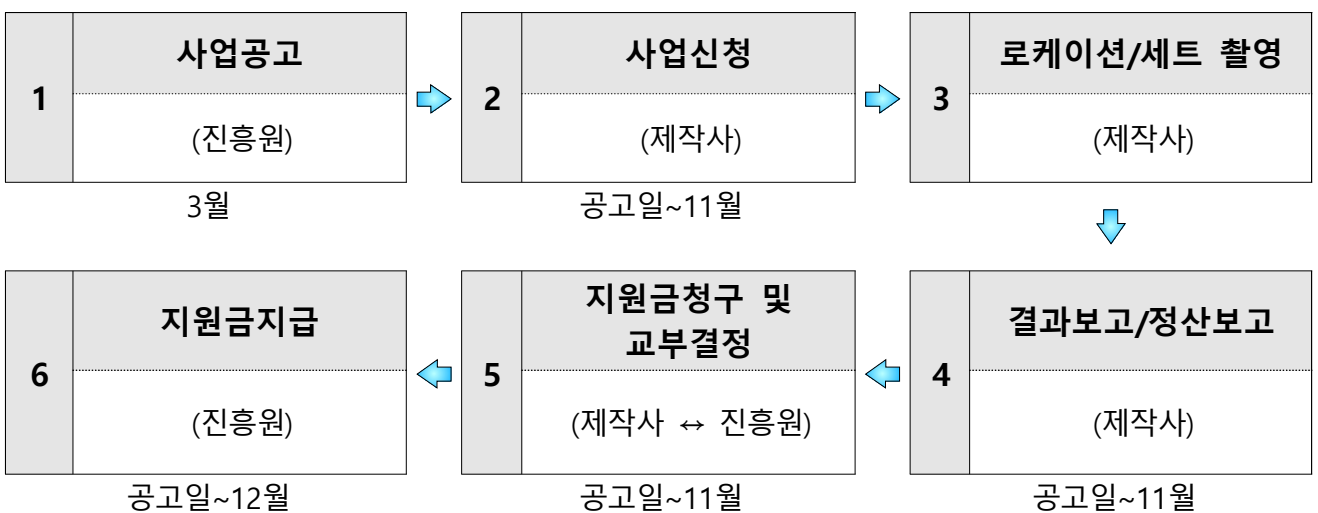 1
사업공고
(진흥원)
3월
2
사업신청
(제작사)
공고일~11월
3
로케이션/세트 촬영
(제작사)
4
결과보고/정산보고
(제작사)
공고일~11월
5
지원금청구 및
교부결정
(제작사 ↔ 진흥원)
공고일~11월
6
지원금지급
(진흥원)
공고일~12월